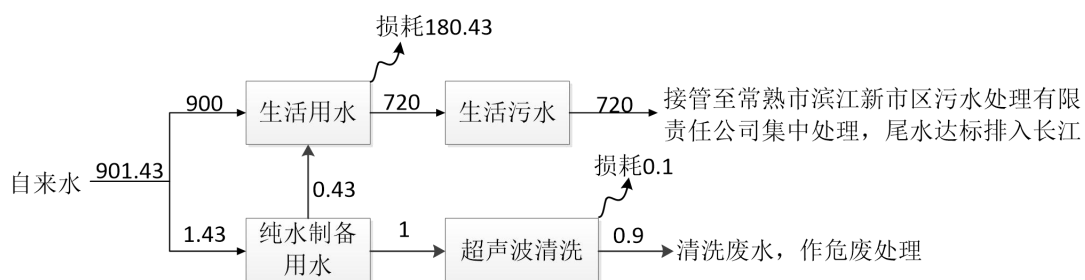 损耗180.43
900
生活用水
720
生活污水
720
接管至常熟市滨江新市区污水处理有限
责任公司集中处理，尾水达标排入长江
自来水
901.43
0.43
损耗0.1
1.43
纯水制备
用水
1
超声波清洗
0.9
清洗废水，作危废处理